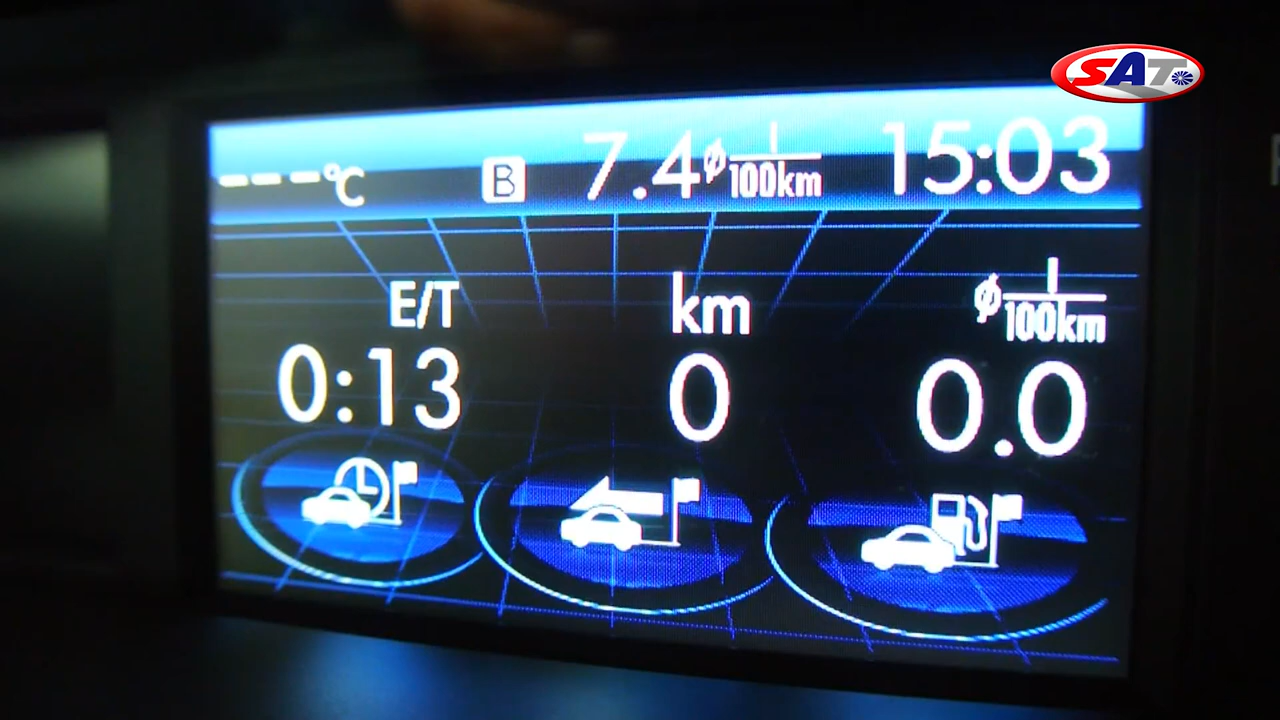 SAT
---°C B 7.4 ⌀ l/100km 15:03
E/T km ⌀ l/100km
0:13 0 0.0